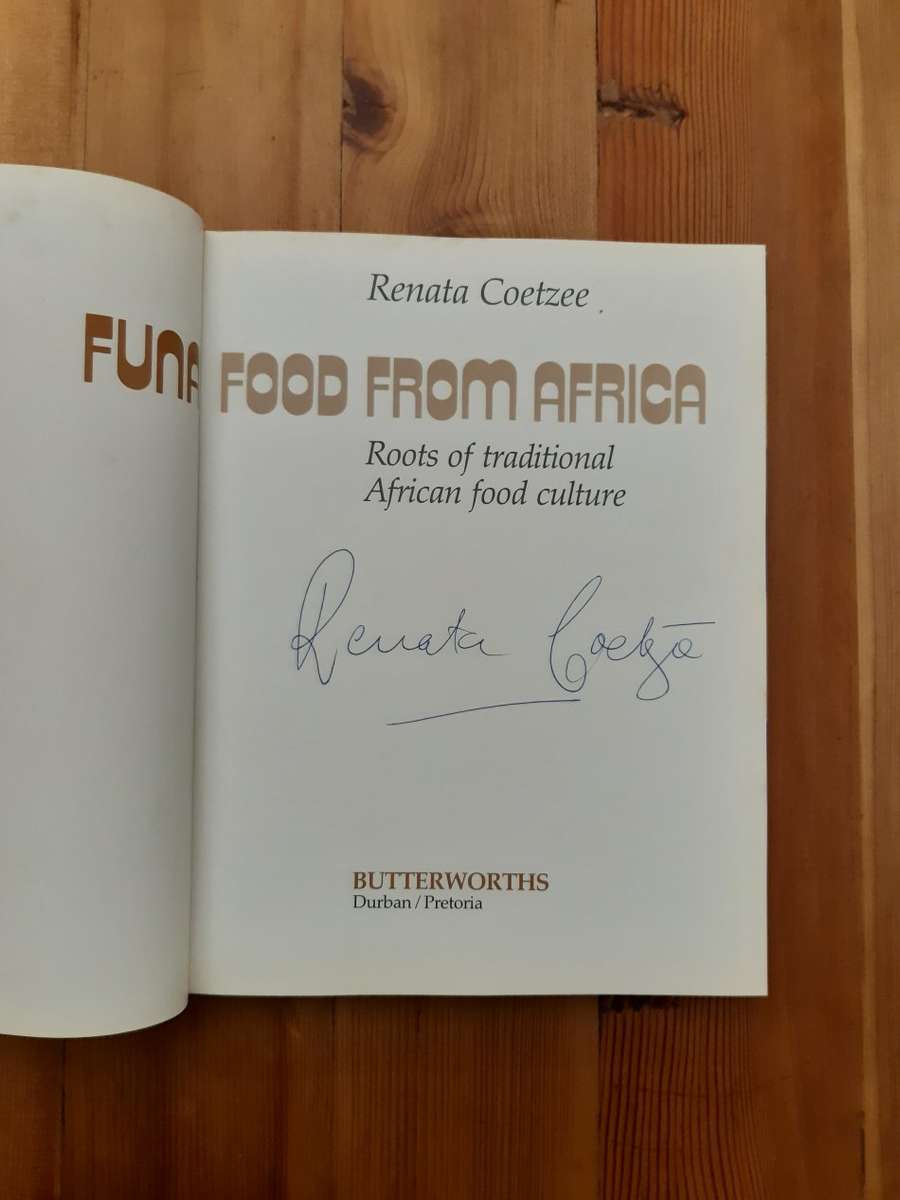 Renata Coetzee
FUNA FOOD FROM AFRICA
Roots of traditional
African food culture
Renata Coetzee
BUTTERWORTHS
Durban / Pretoria